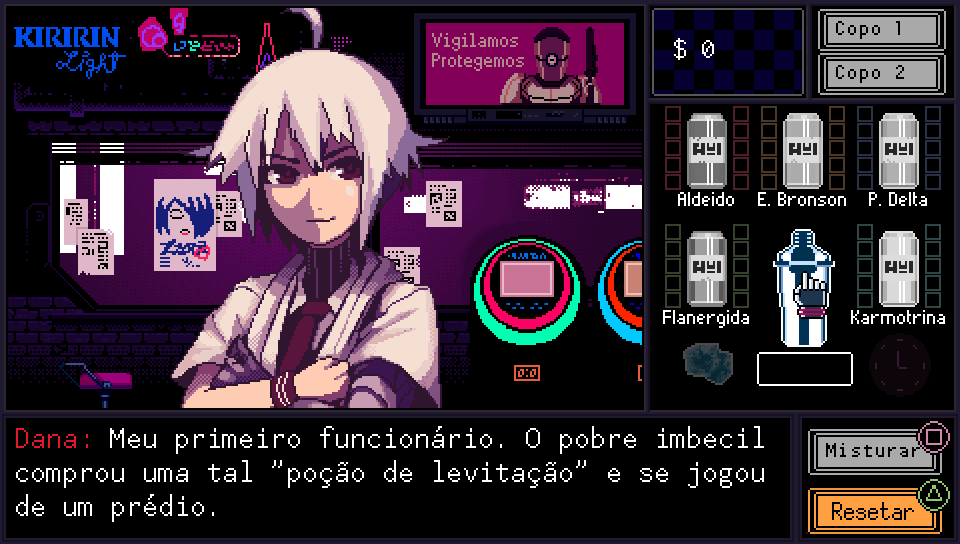 KIRIRIN
Light
Vigilamos
Protegemos
$ 0
Copo 1
Copo 2
Aldeido
E. Bronson
P. Delta
Flanergida
Karmotrina
Dana: Meu primeiro funcionário. O pobre imbecil
comprou uma tal "poção de levitação" e se jogou
de um prédio.
Misturar
Resetar